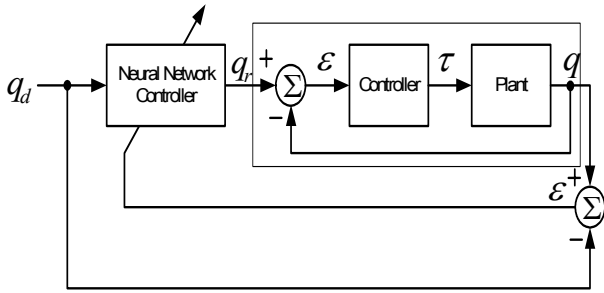 q_d
Neural Network
Controller
q_r
+
Σ
−
ε
Controller
τ
Plant
q
ε
+
Σ
−